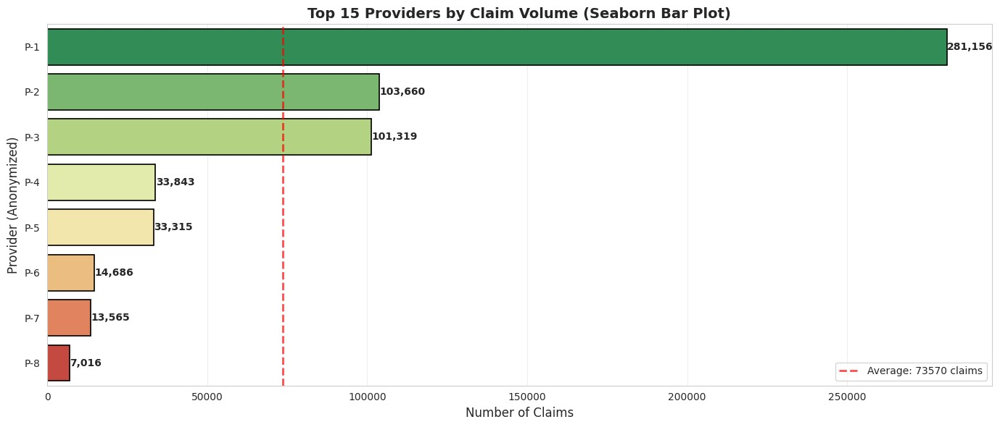 Top 15 Providers by Claim Volume (Seaborn Bar Plot)
Provider (Anonymized)
P-1 281,156
P-2 103,660
P-3 101,319
P-4 33,843
P-5 33,315
P-6 14,686
P-7 13,565
P-8 7,016
Average: 73570 claims
0 50000 100000 150000 200000 250000
Number of Claims